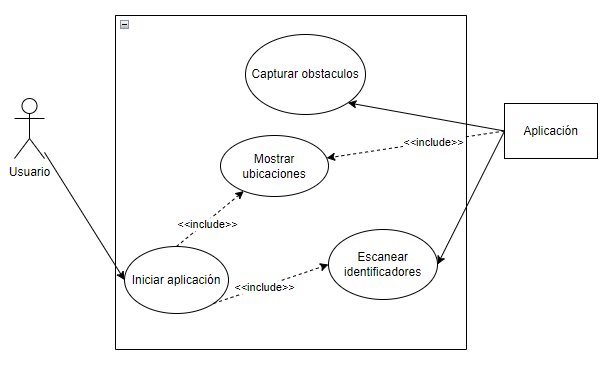 Capturar obstaculos
Aplicación
<<include>>
Mostrar
ubicaciones
Usuario
<<include>>
Escanear
identificadores
Iniciar aplicación
<<include>>